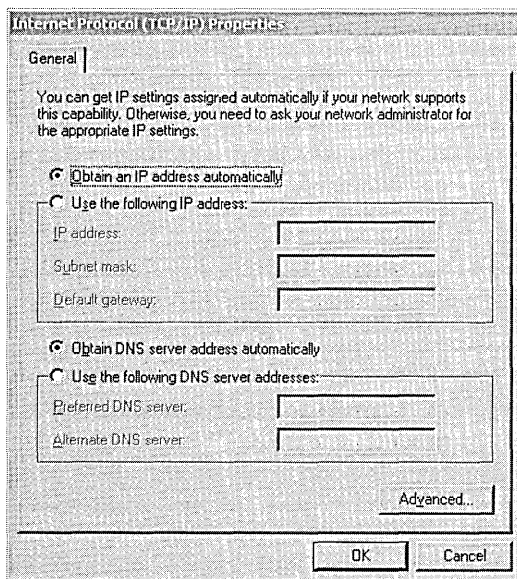 Internet Protocol (TCP/IP) Properties
General
You can get IP settings assigned automatically if your network supports
this capability. Otherwise, you need to ask your network administrator for
the appropriate IP settings.
Obtain an IP address automatically
Use the following IP address:
IP address:
Subnet mask:
Default gateway:
Obtain DNS server address automatically
Use the following DNS server addresses:
Preferred DNS server:
Alternate DNS server:
Advanced...
OK
Cancel